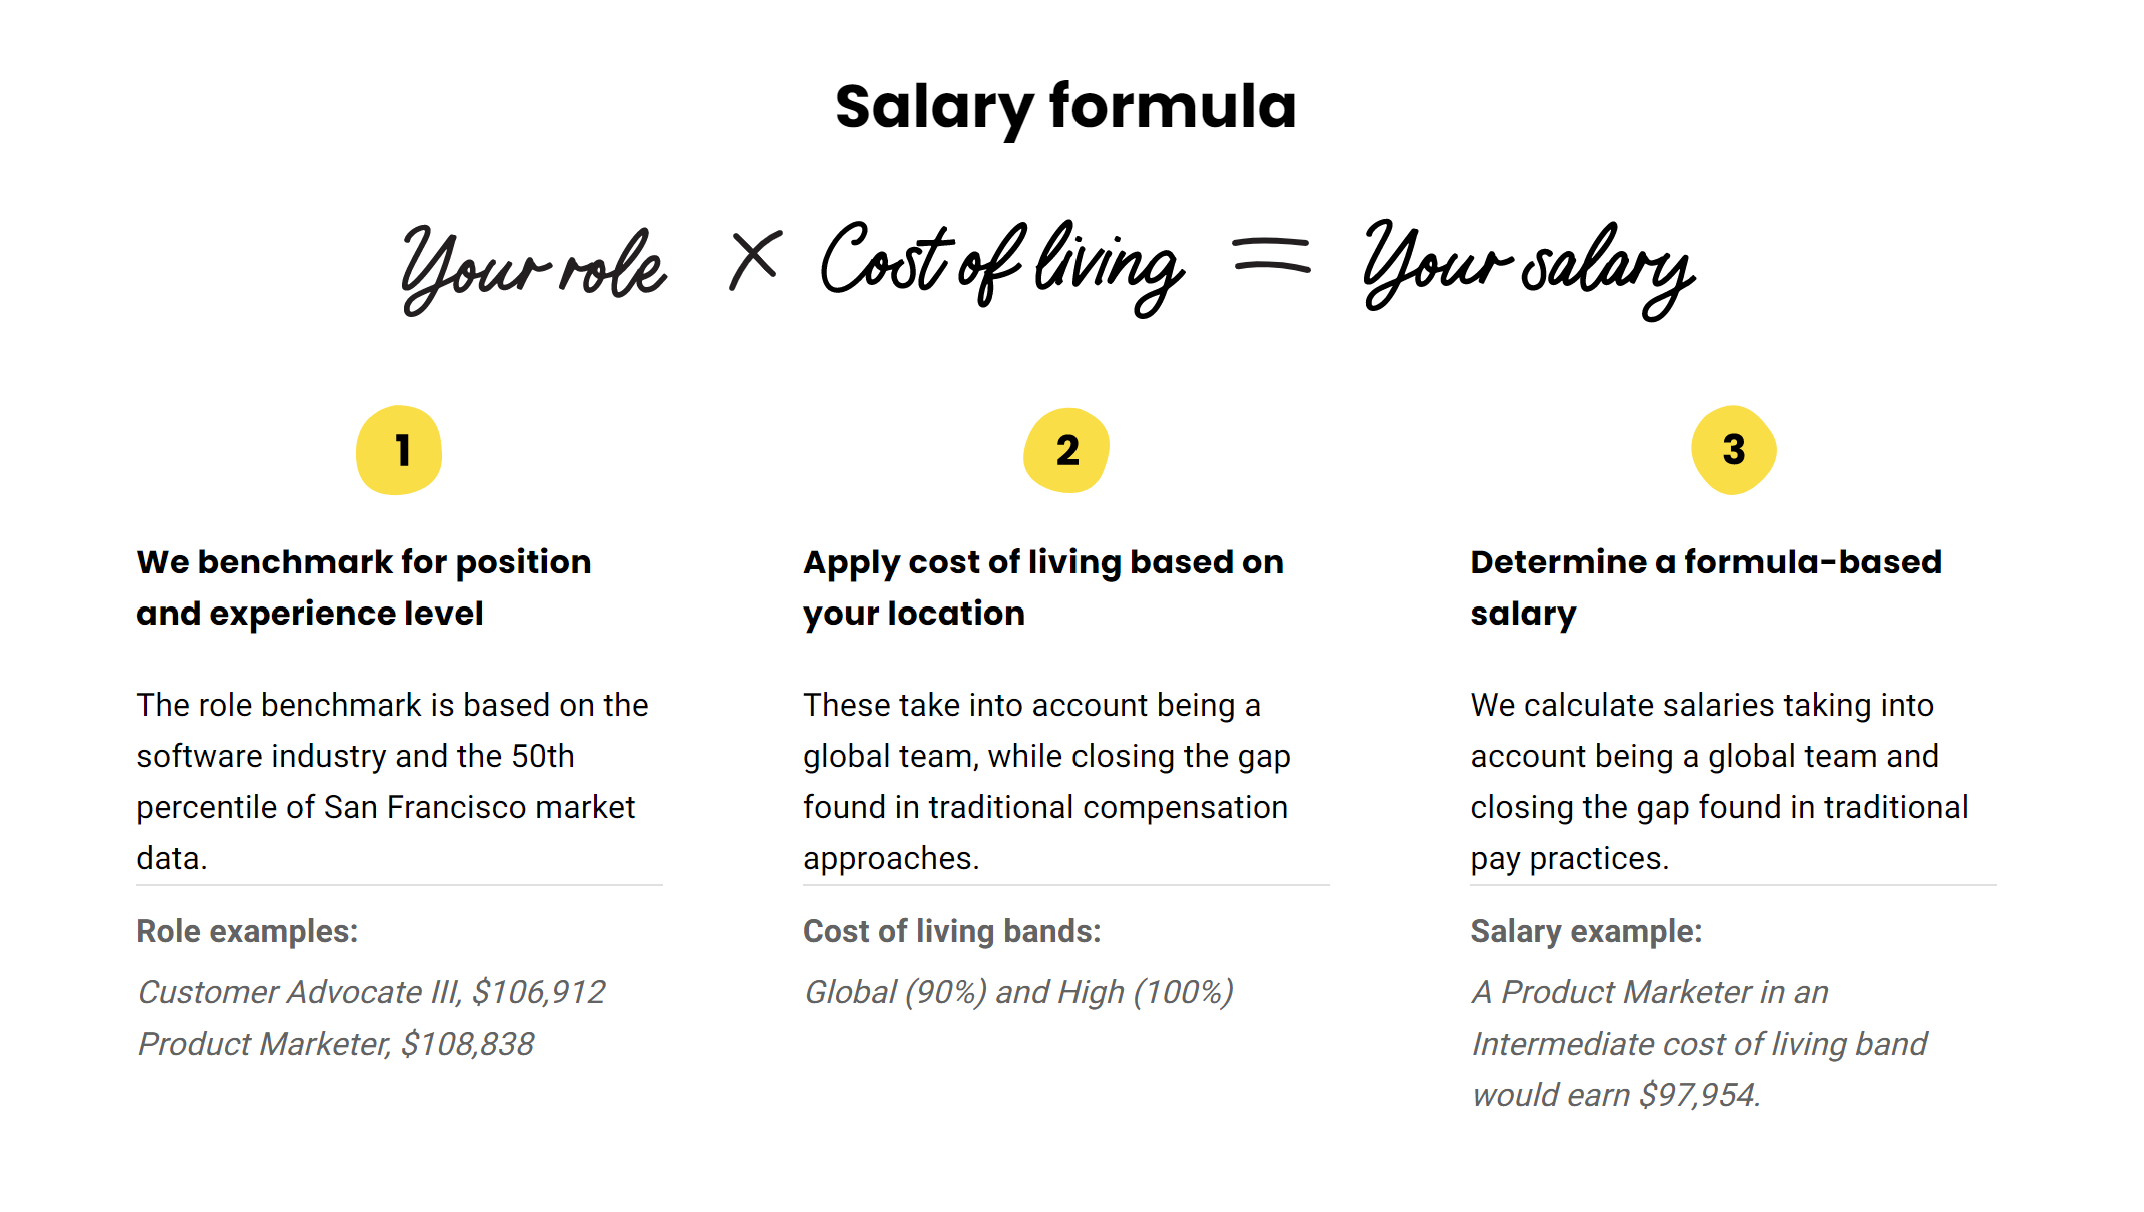 Salary formula
Your role × Cost of living = Your salary
1
We benchmark for position
and experience level
The role benchmark is based on the
software industry and the 50th
percentile of San Francisco market
data.
Role examples:
Customer Advocate III, $106,912
Product Marketer, $108,838
2
Apply cost of living based on
your location
These take into account being a
global team, while closing the gap
found in traditional compensation
approaches.
Cost of living bands:
Global (90%) and High (100%)
3
Determine a formula-based
salary
We calculate salaries taking into
account being a global team and
closing the gap found in traditional
pay practices.
Salary example:
A Product Marketer in an
Intermediate cost of living band
would earn $97,954.